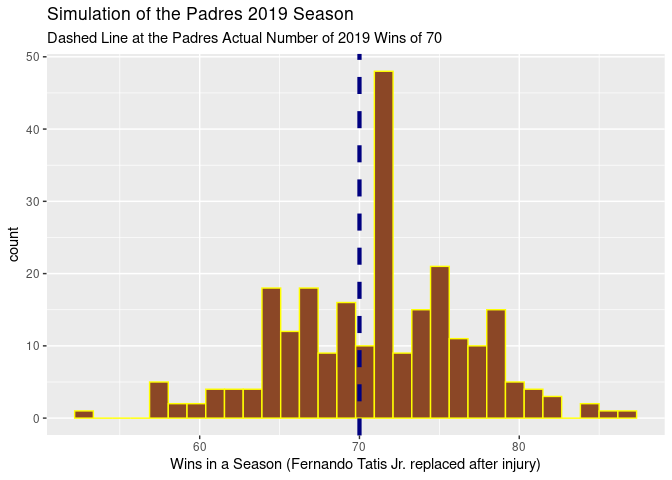 Simulation of the Padres 2019 Season
Dashed Line at the Padres Actual Number of 2019 Wins of 70
50
40
30
20
10
0
count
60
70
80
Wins in a Season (Fernando Tatis Jr. replaced after injury)